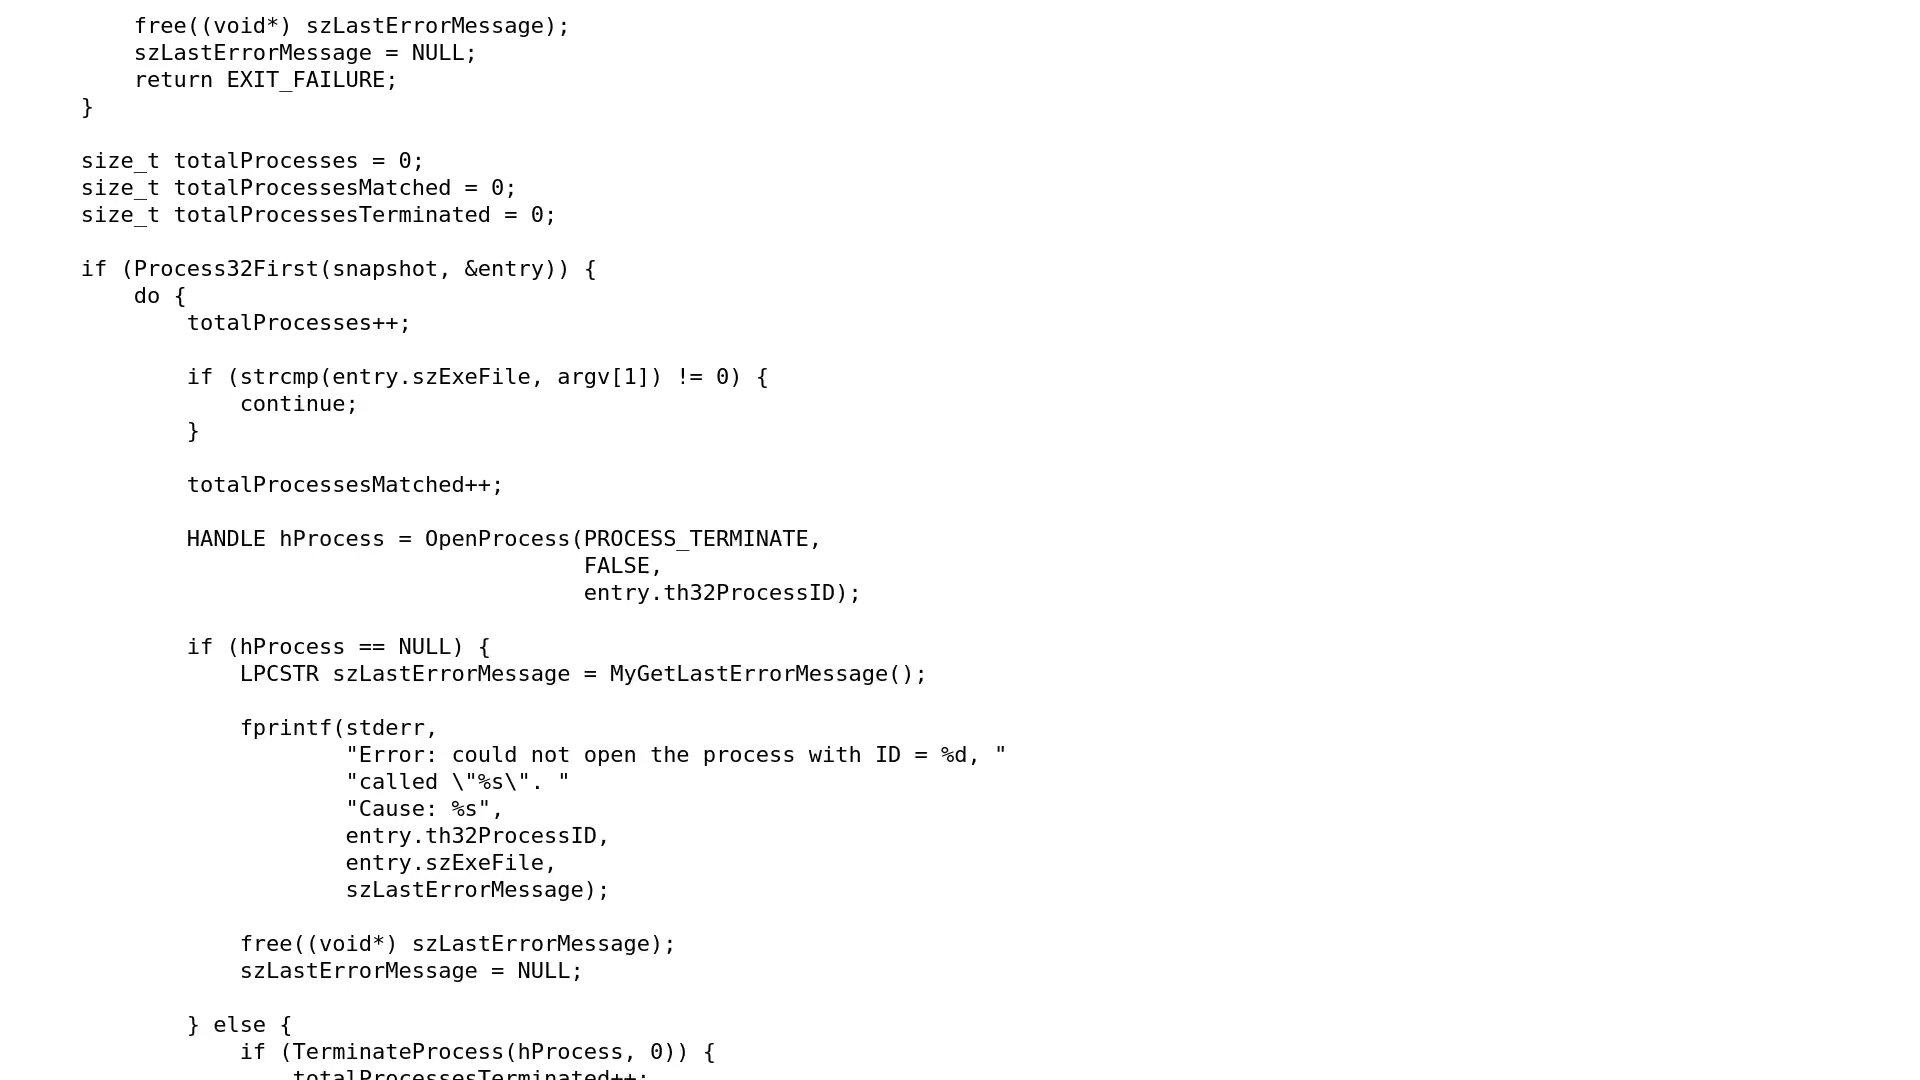 free((void*) szLastErrorMessage);
szLastErrorMessage = NULL;
return EXIT_FAILURE;
}
size_t totalProcesses = 0;
size_t totalProcessesMatched = 0;
size_t totalProcessesTerminated = 0;
if (Process32First(snapshot, &entry)) {
do {
totalProcesses++;
if (strcmp(entry.szExeFile, argv[1]) != 0) {
continue;
}
totalProcessesMatched++;
HANDLE hProcess = OpenProcess(PROCESS_TERMINATE,
FALSE,
entry.th32ProcessID);
if (hProcess == NULL) {
LPCSTR szLastErrorMessage = MyGetLastErrorMessage();
fprintf(stderr,
"Error: could not open the process with ID = %d, "
"called \"%s\". "
"Cause: %s",
entry.th32ProcessID,
entry.szExeFile,
szLastErrorMessage);
free((void*) szLastErrorMessage);
szLastErrorMessage = NULL;
} else {
if (TerminateProcess(hProcess, 0)) {
totalProcessesTerminated++;